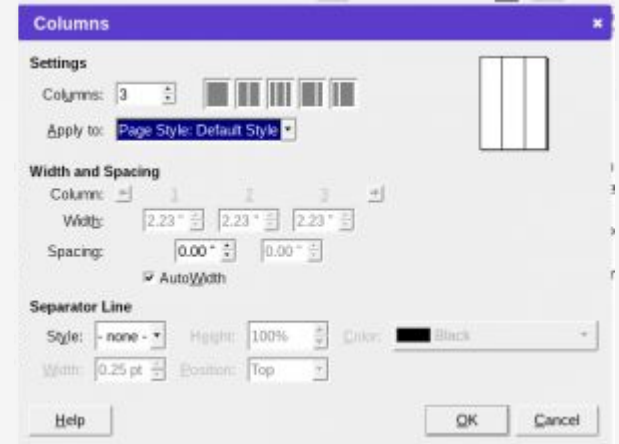 Columns
Settings
Columns: 3
Apply to: Page Style: Default Style
Width and Spacing
Column: 1 2 3
Width: 2.23 " 2.23 " 2.23 "
Spacing: 0.00 " 0.00 "
AutoWidth
Separator Line
Style: - none - Height: 100% Color: Black
Width: 0.25 pt Position: Top
Help OK Cancel